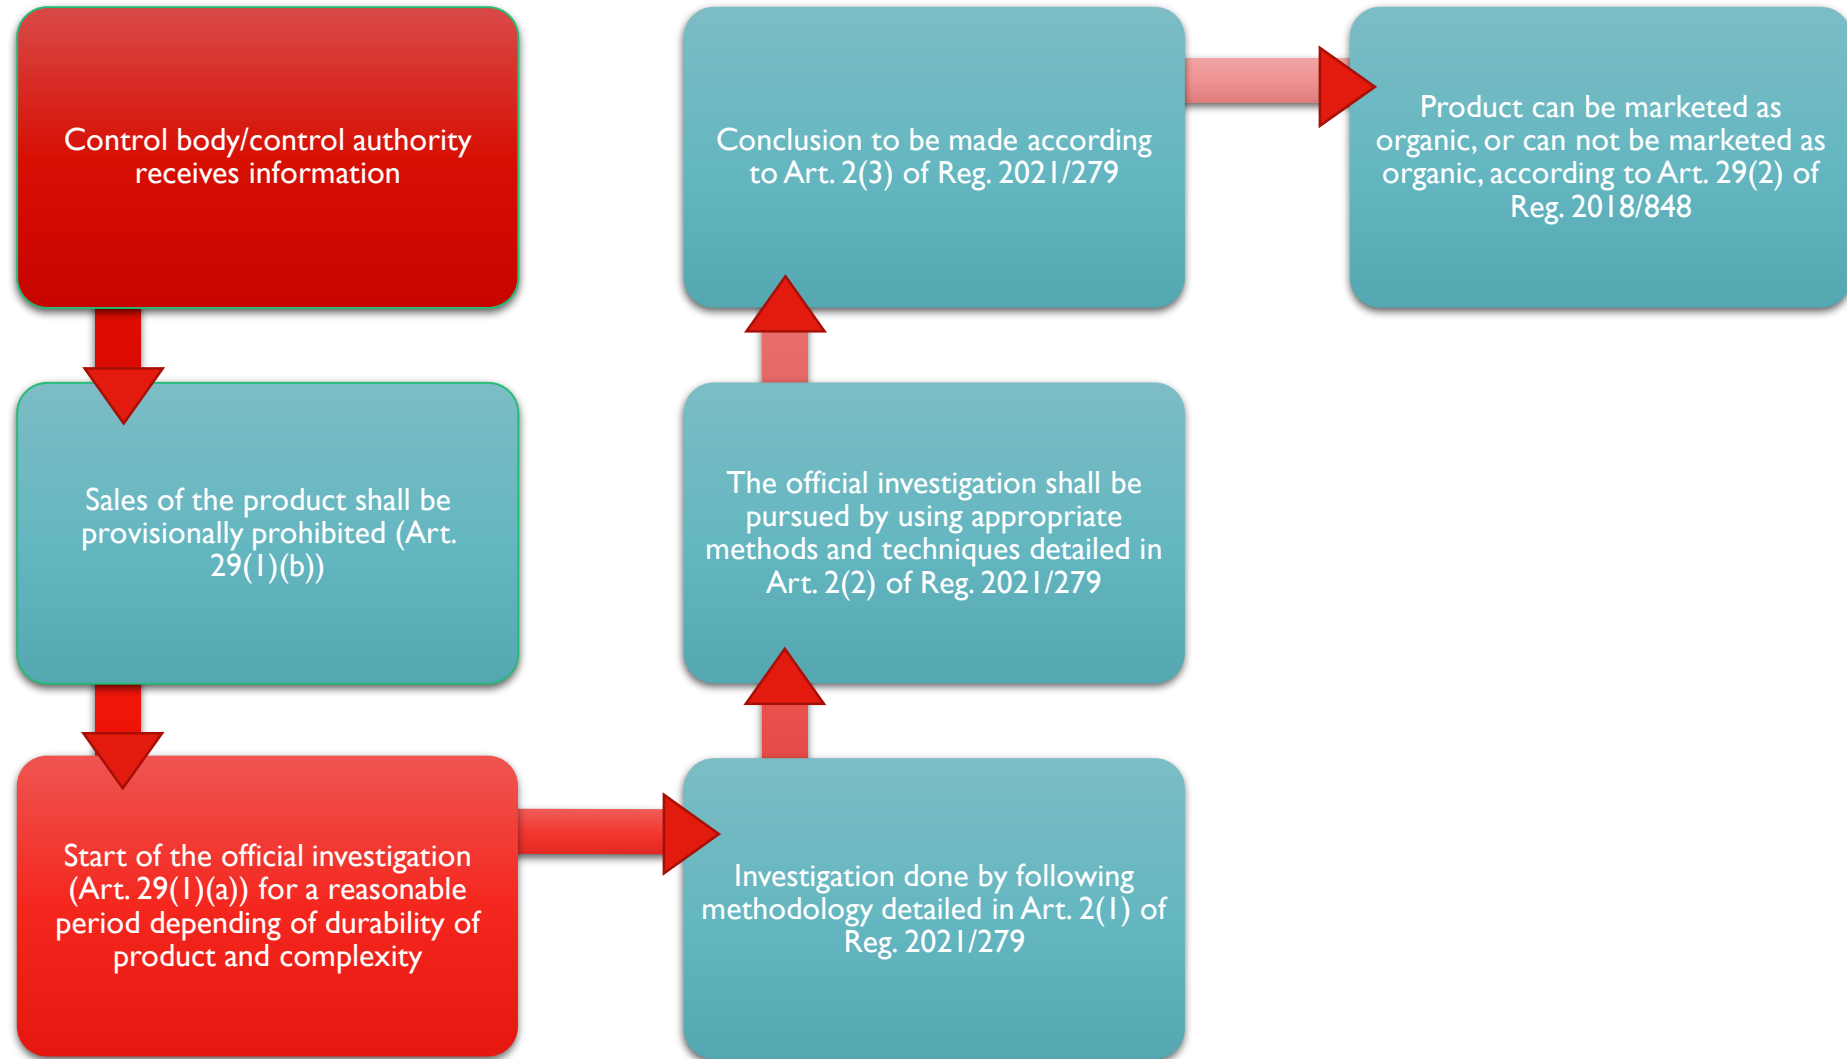 Control body/control authority
receives information
Sales of the product shall be
provisionally prohibited (Art.
29(1)(b))
Start of the official investigation
(Art. 29(1)(a)) for a reasonable
period depending of durability of
product and complexity
Investigation done by following
methodology detailed in Art. 2(1) of
Reg. 2021/279
The official investigation shall be
pursued by using appropriate
methods and techniques detailed in
Art. 2(2) of Reg. 2021/279
Conclusion to be made according
to Art. 2(3) of Reg. 2021/279
Product can be marketed as
organic, or can not be marketed as
organic, according to Art. 29(2) of
Reg. 2018/848